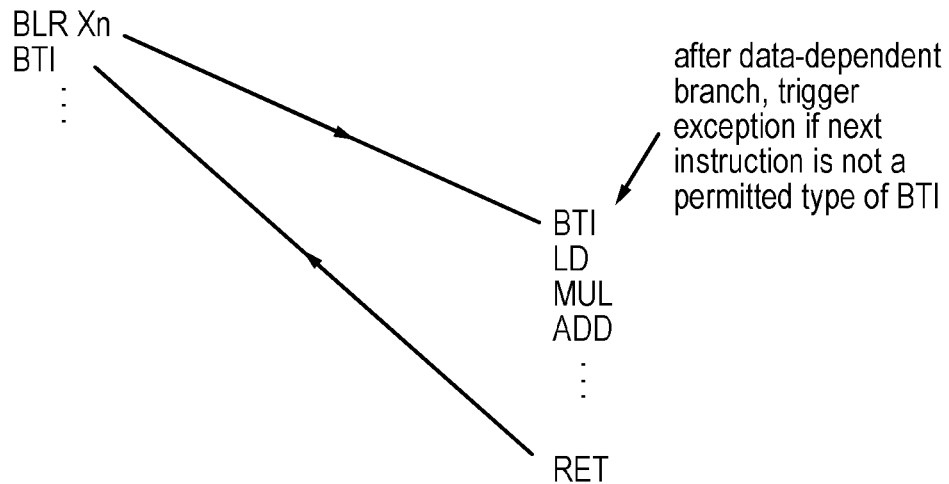 BLR Xn
BTI
⋮
after data-dependent
branch, trigger
exception if next
instruction is not a
permitted type of BTI
BTI
LD
MUL
ADD
⋮
RET